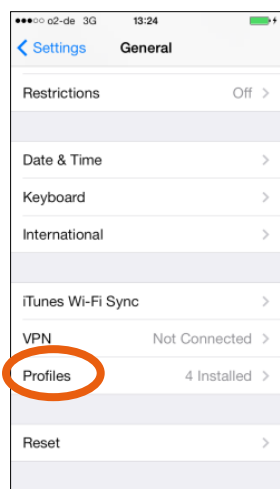 o2-de 3G 13:24
Settings General
Restrictions Off
Date & Time
Keyboard
International
iTunes Wi-Fi Sync
VPN Not Connected
Profiles 4 Installed
Reset